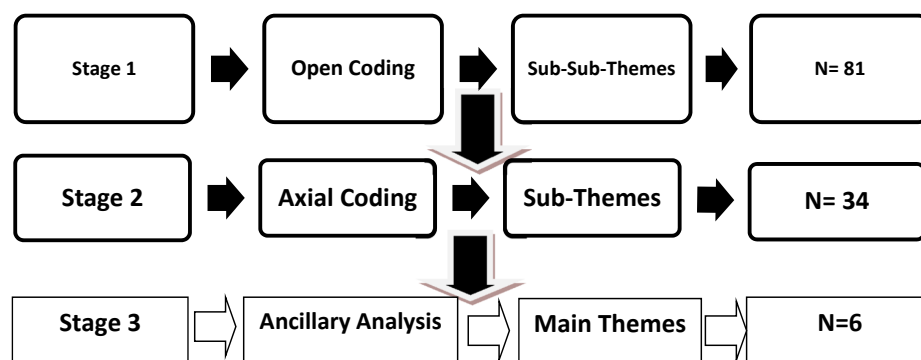 Stage 1 Open Coding Sub-Sub-Themes N= 81
Stage 2 Axial Coding Sub-Themes N= 34
Stage 3 Ancillary Analysis Main Themes N=6